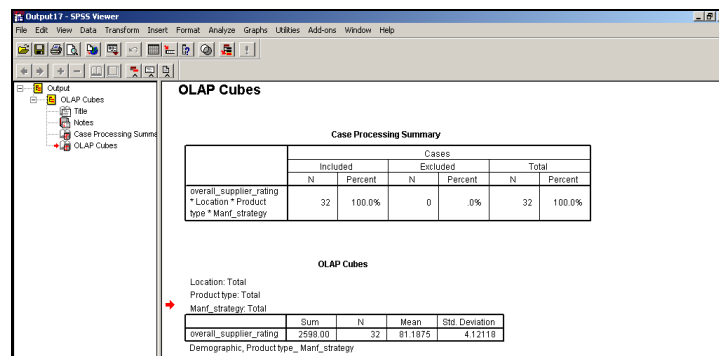 Output17 - SPSS Viewer
File Edit View Data Transform Insert Format Analyze Graphs Utilities Add-ons Window Help
Output
OLAP Cubes
Title
Notes
Case Processing Summa
OLAP Cubes
OLAP Cubes
Case Processing Summary
Cases
Included Excluded Total
N Percent N Percent N Percent
overall_supplier_rating
* Location * Product
type * Manf_strategy
32 100.0% 0 .0% 32 100.0%
OLAP Cubes
Location: Total
Product type: Total
Manf_strategy: Total
Sum N Mean Std. Deviation
overall_supplier_rating 2598.00 32 81.1875 4.12118
Demographic, Product type_ Manf_strategy